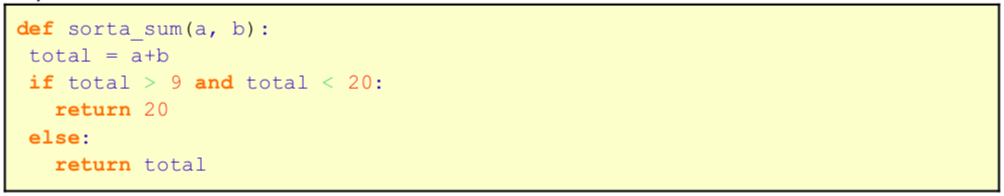 def sorta_sum(a, b):
 total = a+b
 if total > 9 and total < 20:
   return 20
 else:
   return total